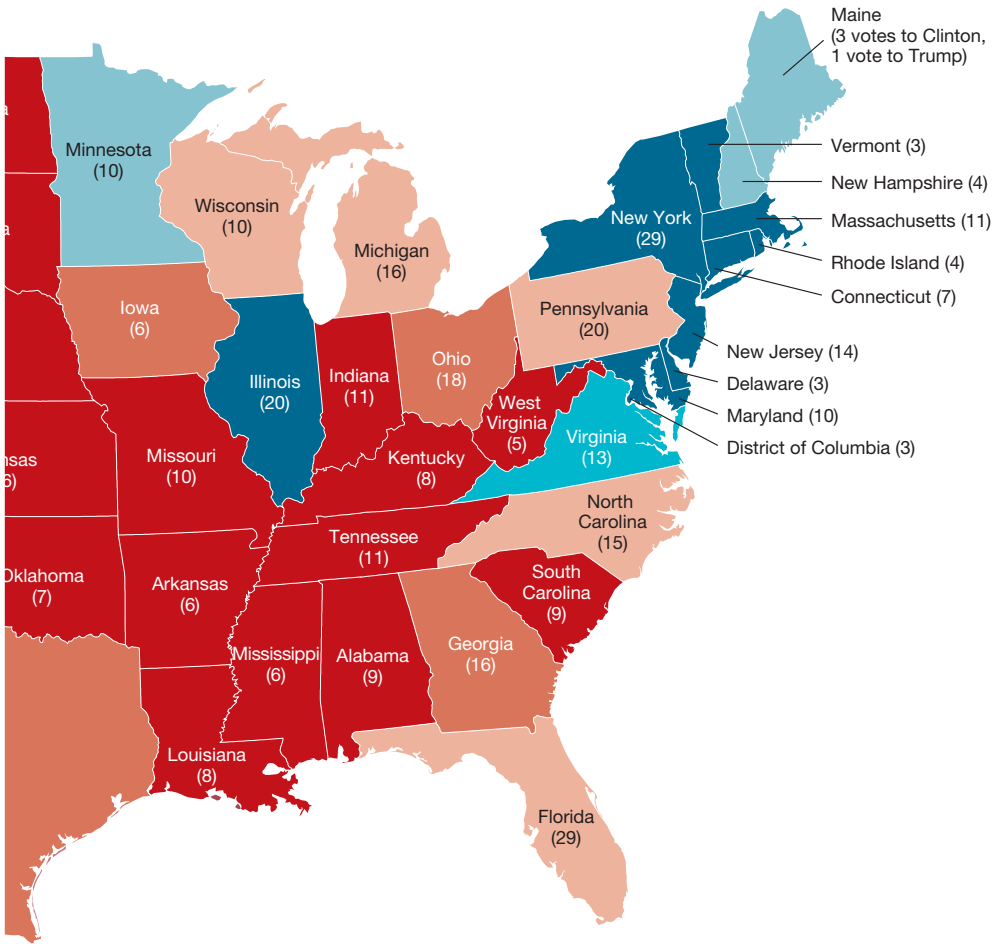 Maine
(3 votes to Clinton,
1 vote to Trump)
Minnesota
(10)
Vermont (3)
New Hampshire (4)
Wisconsin
(10)
New York
(29)
Massachusetts (11)
Michigan
(16)
Rhode Island (4)
Connecticut (7)
Iowa
(6)
Pennsylvania
(20)
New Jersey (14)
Ohio
(18)
Illinois
(20)
Indiana
(11)
Delaware (3)
Maryland (10)
West
Virginia
(5)
Virginia
(13)
District of Columbia (3)
nsas
6)
Missouri
(10)
Kentucky
(8)
North
Carolina
(15)
Tennessee
(11)
Oklahoma
(7)
Arkansas
(6)
South
Carolina
(9)
Mississippi
(6)
Alabama
(9)
Georgia
(16)
Louisiana
(8)
Florida
(29)